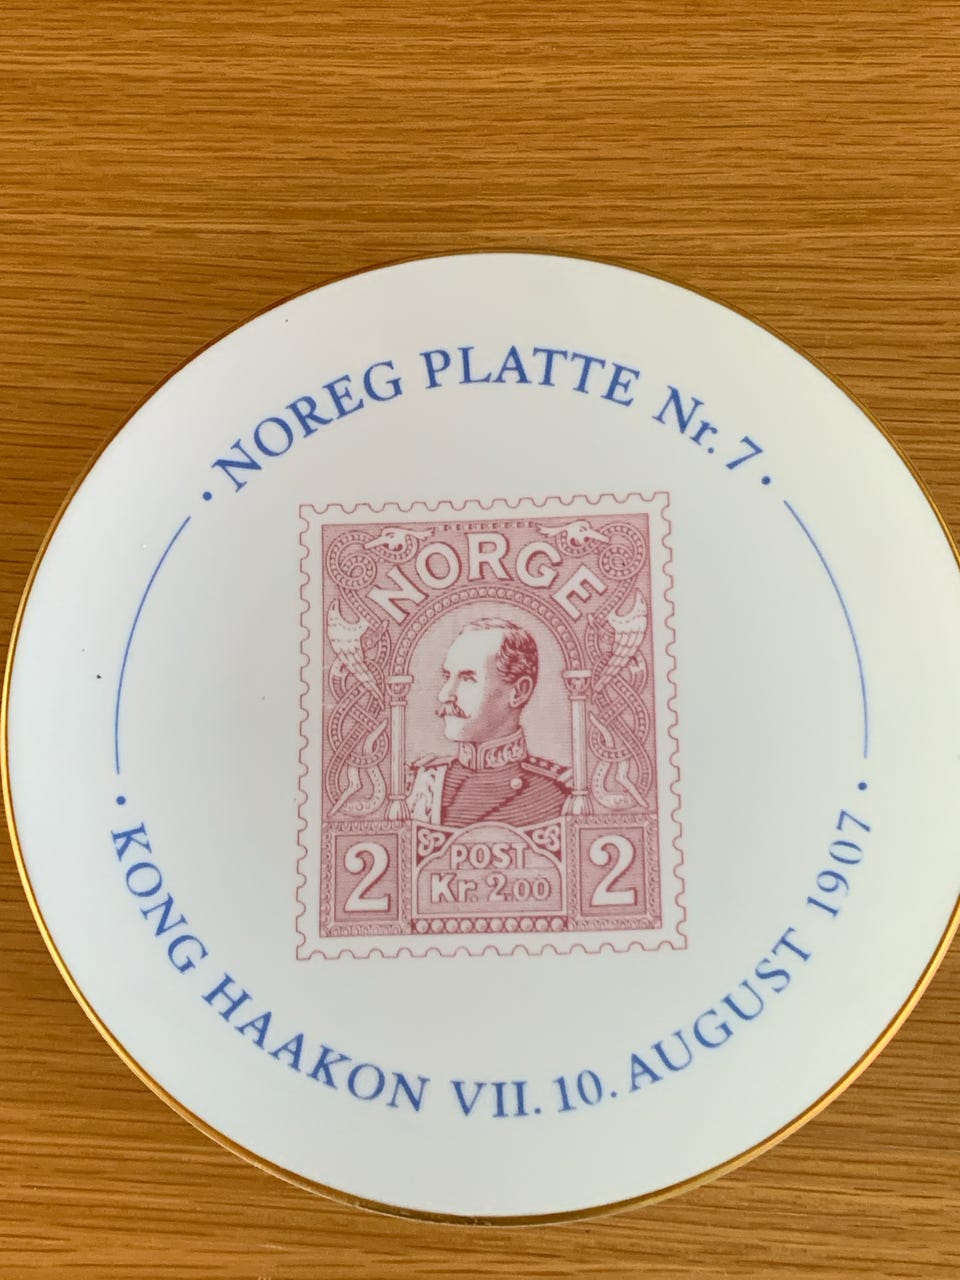 NOREG PLATTE Nr. 7
NORGE
2 POST 2
Kr. 2.00
KONG HAAKON VII. 10. AUGUST 1907